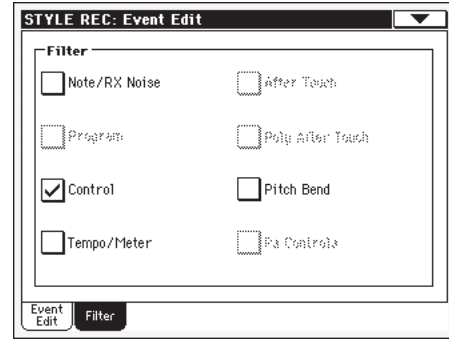 STYLE REC: Event Edit
Filter
Note/RX Noise
After Touch
Program
Poly After Touch
Control
Pitch Bend
Tempo/Meter
Pa Controls
Event
Edit
Filter